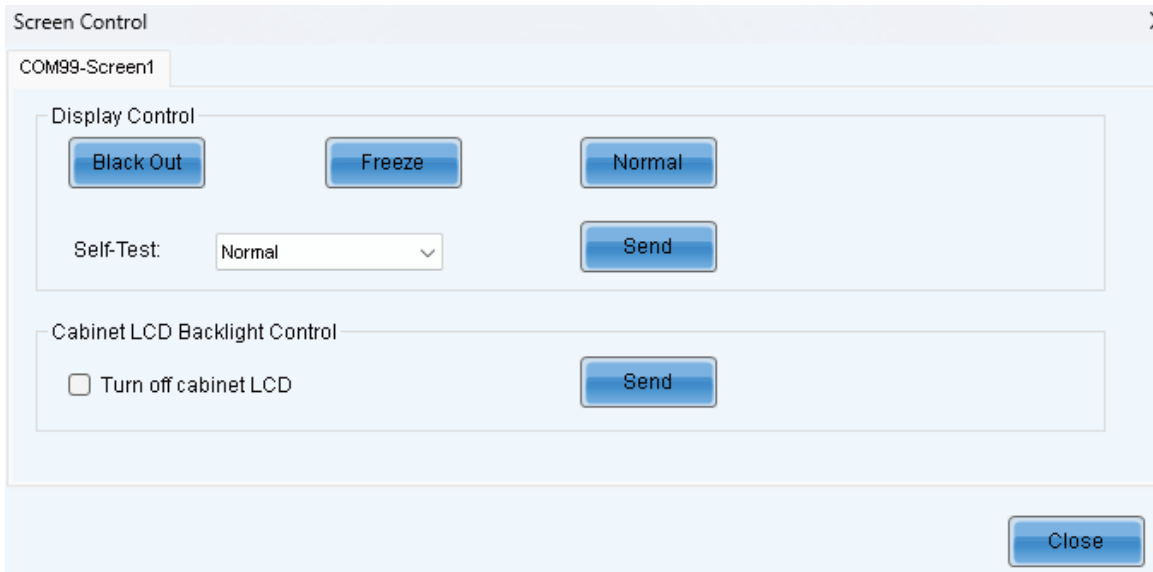 Screen Control
COM99-Screen1
Display Control
Black Out Freeze Normal
Self-Test: Normal Send
Cabinet LCD Backlight Control
Turn off cabinet LCD Send
Close